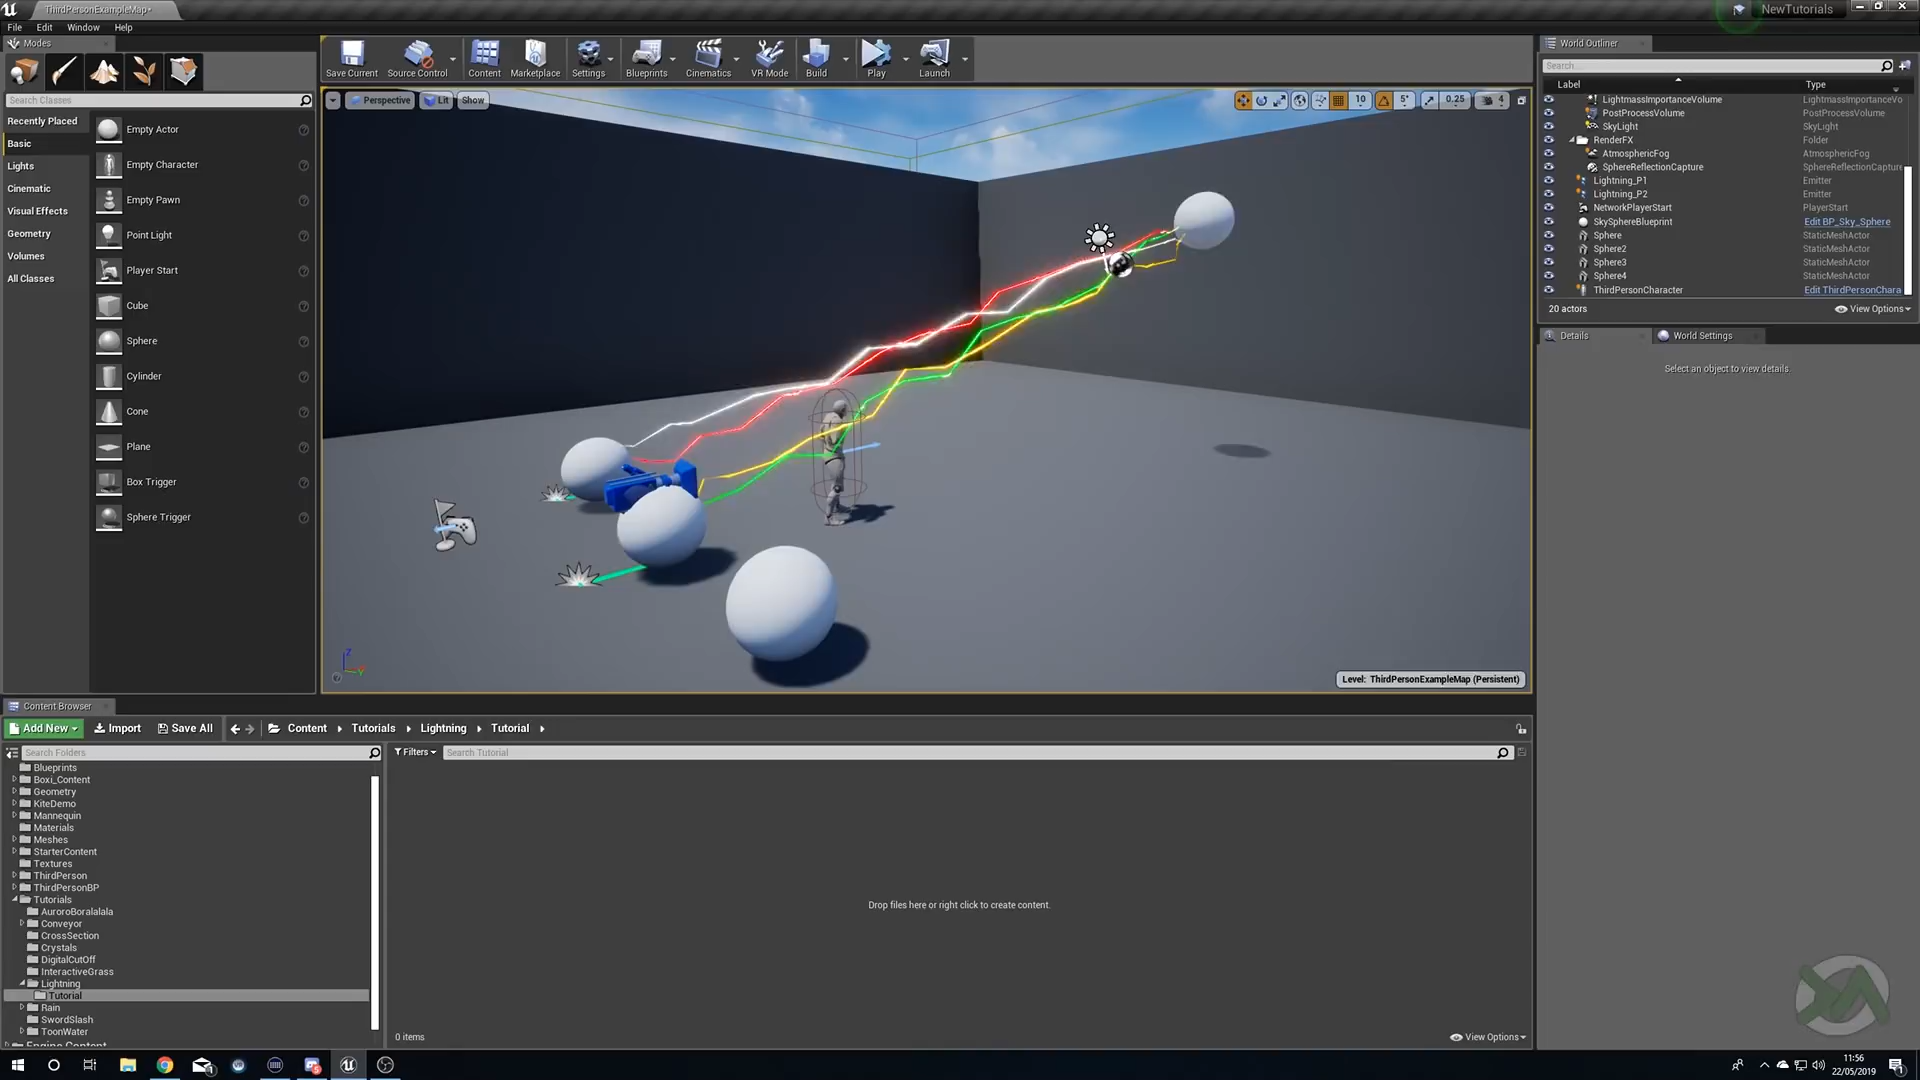 ThirdPersonExampleMap•
NewTutorials
File Edit Window Help
Modes
Search Classes
Recently Placed
Basic
Lights
Cinematic
Visual Effects
Geometry
Volumes
All Classes
Empty Actor
Empty Character
Empty Pawn
Point Light
Player Start
Cube
Sphere
Cylinder
Cone
Plane
Box Trigger
Sphere Trigger
Save Current Source Control Content Marketplace Settings Blueprints Cinematics VR Mode Build Play Launch
Perspective Lit Show
10 5° 0.25 4
Level: ThirdPersonExampleMap (Persistent)
World Outliner
Search...
Label Type
LightmassImportanceVolume LightmassImportanceVo
PostProcessVolume PostProcessVolume
SkyLight SkyLight
RenderFX Folder
AtmosphericFog AtmosphericFog
SphereReflectionCapture SphereReflectionCapture
Lightning_P1 Emitter
Lightning_P2 Emitter
NetworkPlayerStart PlayerStart
SkySphereBlueprint Edit BP_Sky_Sphere
Sphere StaticMeshActor
Sphere2 StaticMeshActor
Sphere3 StaticMeshActor
Sphere4 StaticMeshActor
ThirdPersonCharacter Edit ThirdPersonChara
20 actors View Options
Details World Settings
Select an object to view details.
Content Browser
Add New Import Save All Content Tutorials Lightning Tutorial
Search Folders
Filters Search Tutorial
Blueprints
Boxi_Content
Geometry
KiteDemo
Mannequin
Materials
Meshes
StarterContent
Textures
ThirdPerson
ThirdPersonBP
Tutorials
AuroroBoralalala
Conveyor
CrossSection
Crystals
DigitalCutOff
InteractiveGrass
Lightning
Tutorial
Rain
SwordSlash
ToonWater
Engine Content
Drop files here or right click to create content.
0 items View Options
11:56
22/05/2019